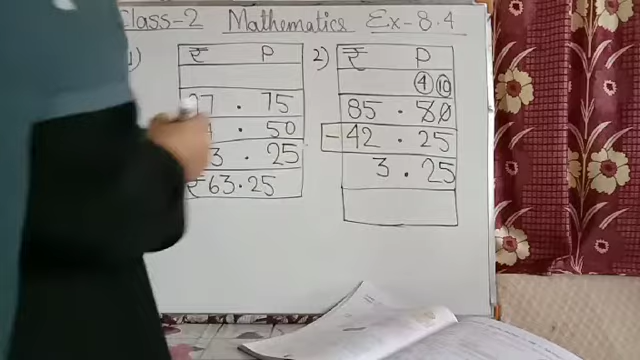 Class-2 Mathematics Ex-8.4
₹ P
27 . 75
. 50
3 . 25
₹63.25
2) ₹ P
4 10
85 . 50
- 42 . 25
3 . 25